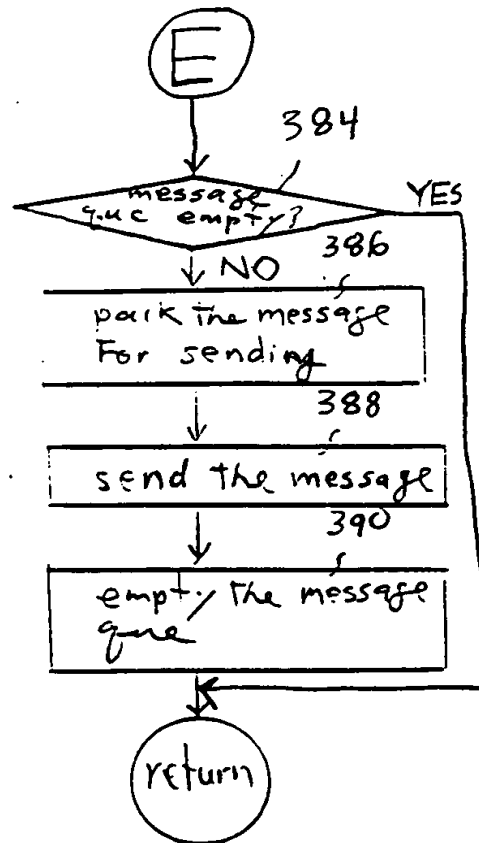 E
384
message
que empty?
YES
386
NO
pack the message
For sending
388
send the message
390
empty the message
que
return